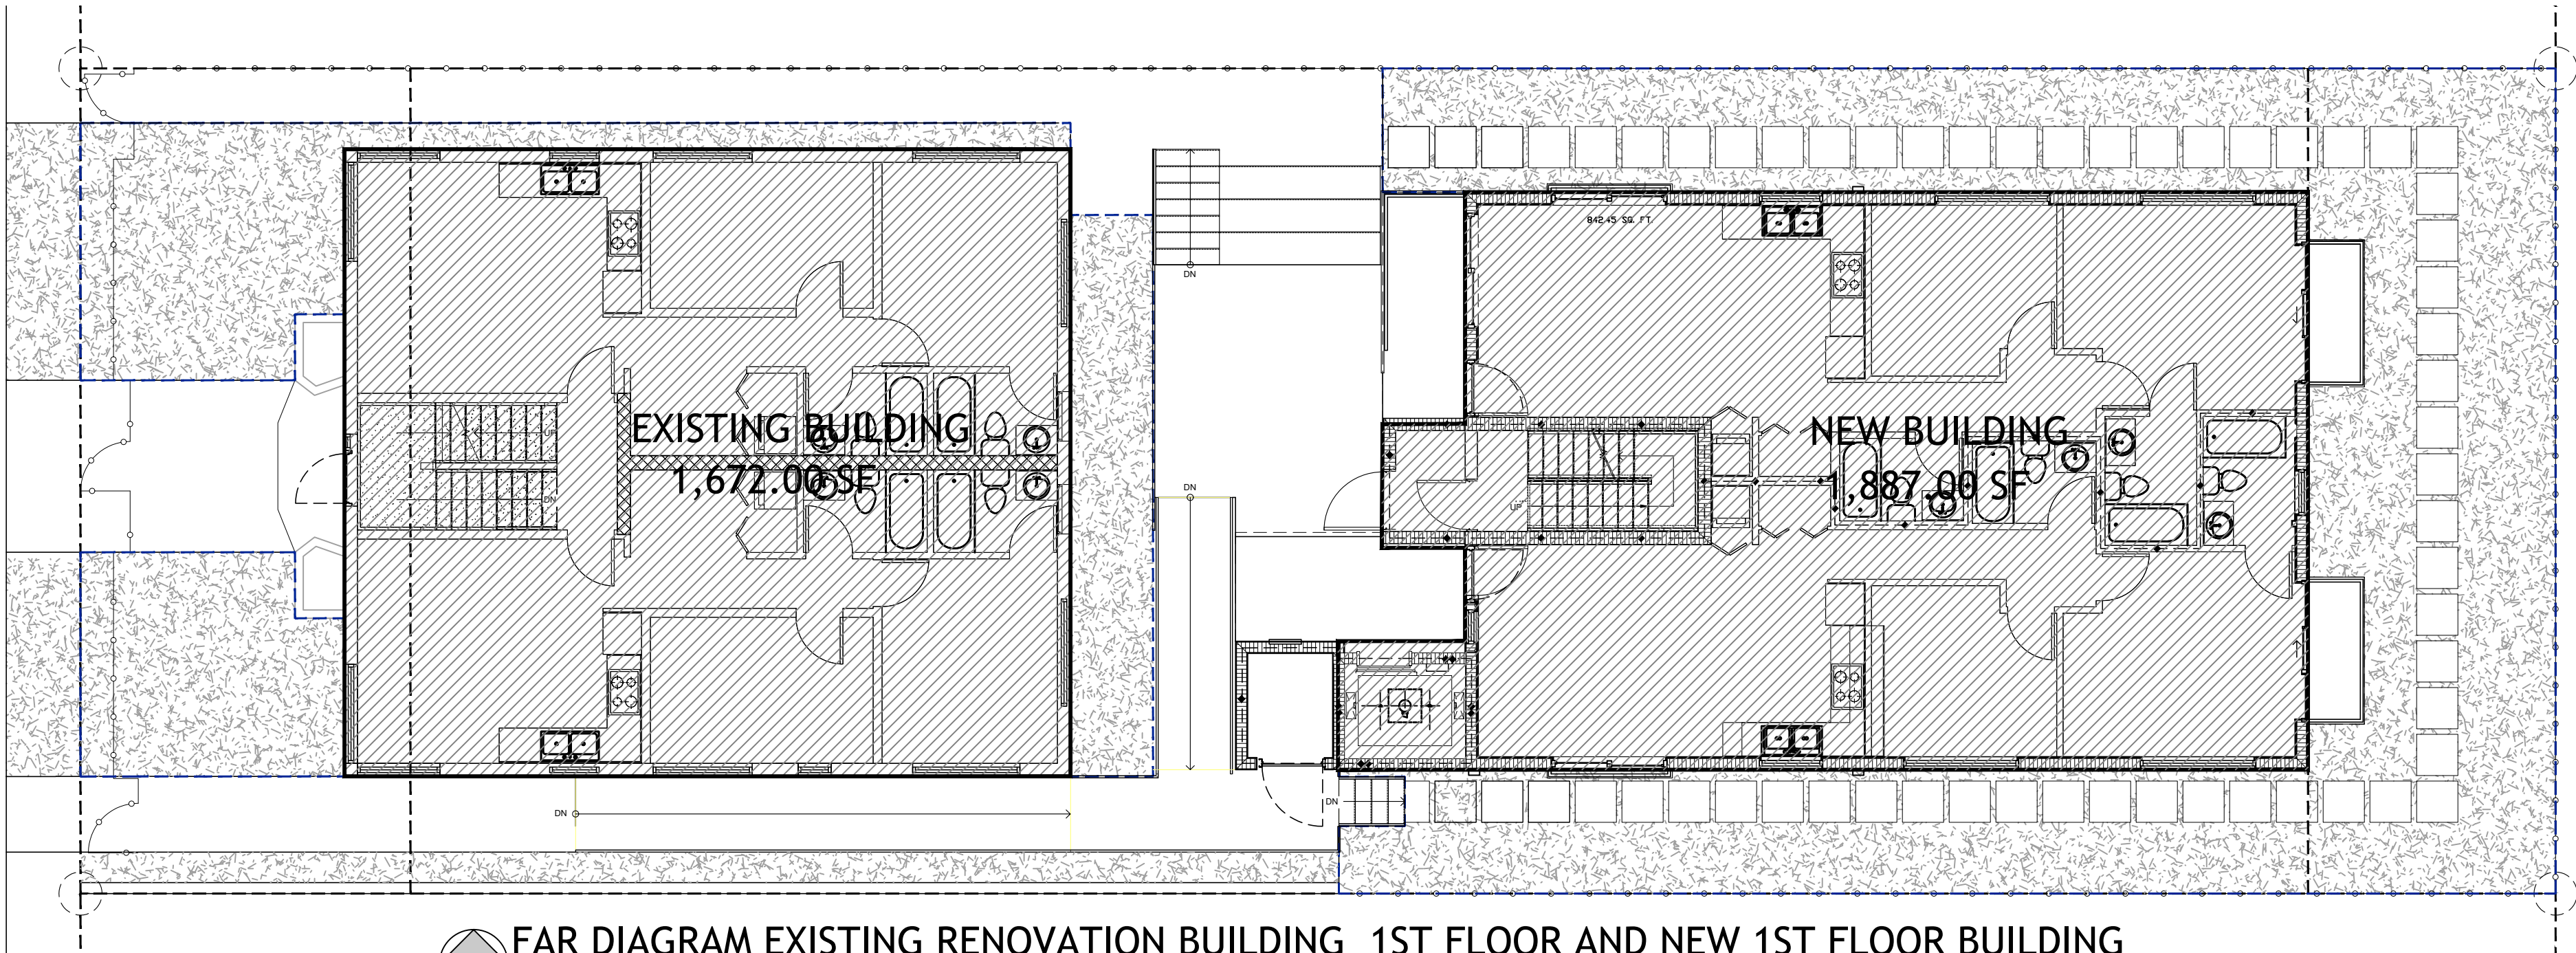 842.45 SQ. FT.
DN
EXISTING BUILDING
1,672.00 SF
UP
DN
NEW BUILDING
1,887.00 SF
UP
DN
DN
DN
FAR DIAGRAM EXISTING RENOVATION BUILDING 1ST FLOOR AND NEW 1ST FLOOR BUILDING